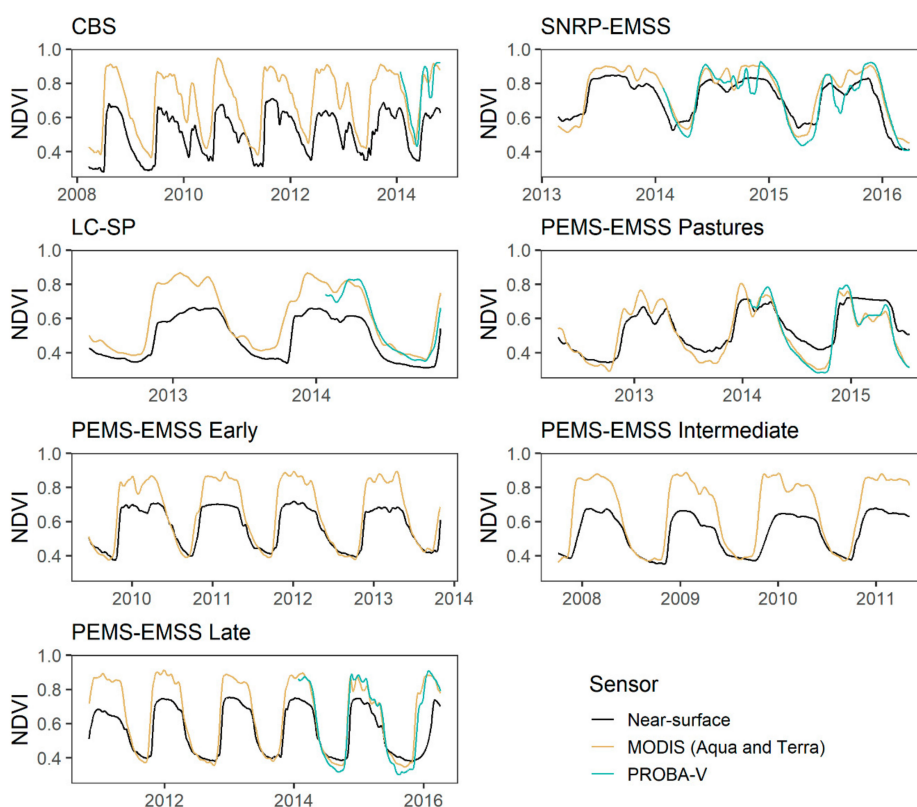 CBS
NDVI
1.0
0.8
0.6
0.4
2008 2010 2012 2014
SNRP-EMSS
NDVI
1.0
0.8
0.6
0.4
2013 2014 2015 2016
LC-SP
NDVI
1.0
0.8
0.6
0.4
2013 2014
PEMS-EMSS Pastures
NDVI
1.0
0.8
0.6
0.4
2013 2014 2015
PEMS-EMSS Early
NDVI
1.0
0.8
0.6
0.4
2010 2011 2012 2013 2014
PEMS-EMSS Intermediate
NDVI
1.0
0.8
0.6
0.4
2008 2009 2010 2011
PEMS-EMSS Late
NDVI
1.0
0.8
0.6
0.4
2012 2014 2016
Sensor
Near-surface
MODIS (Aqua and Terra)
PROBA-V